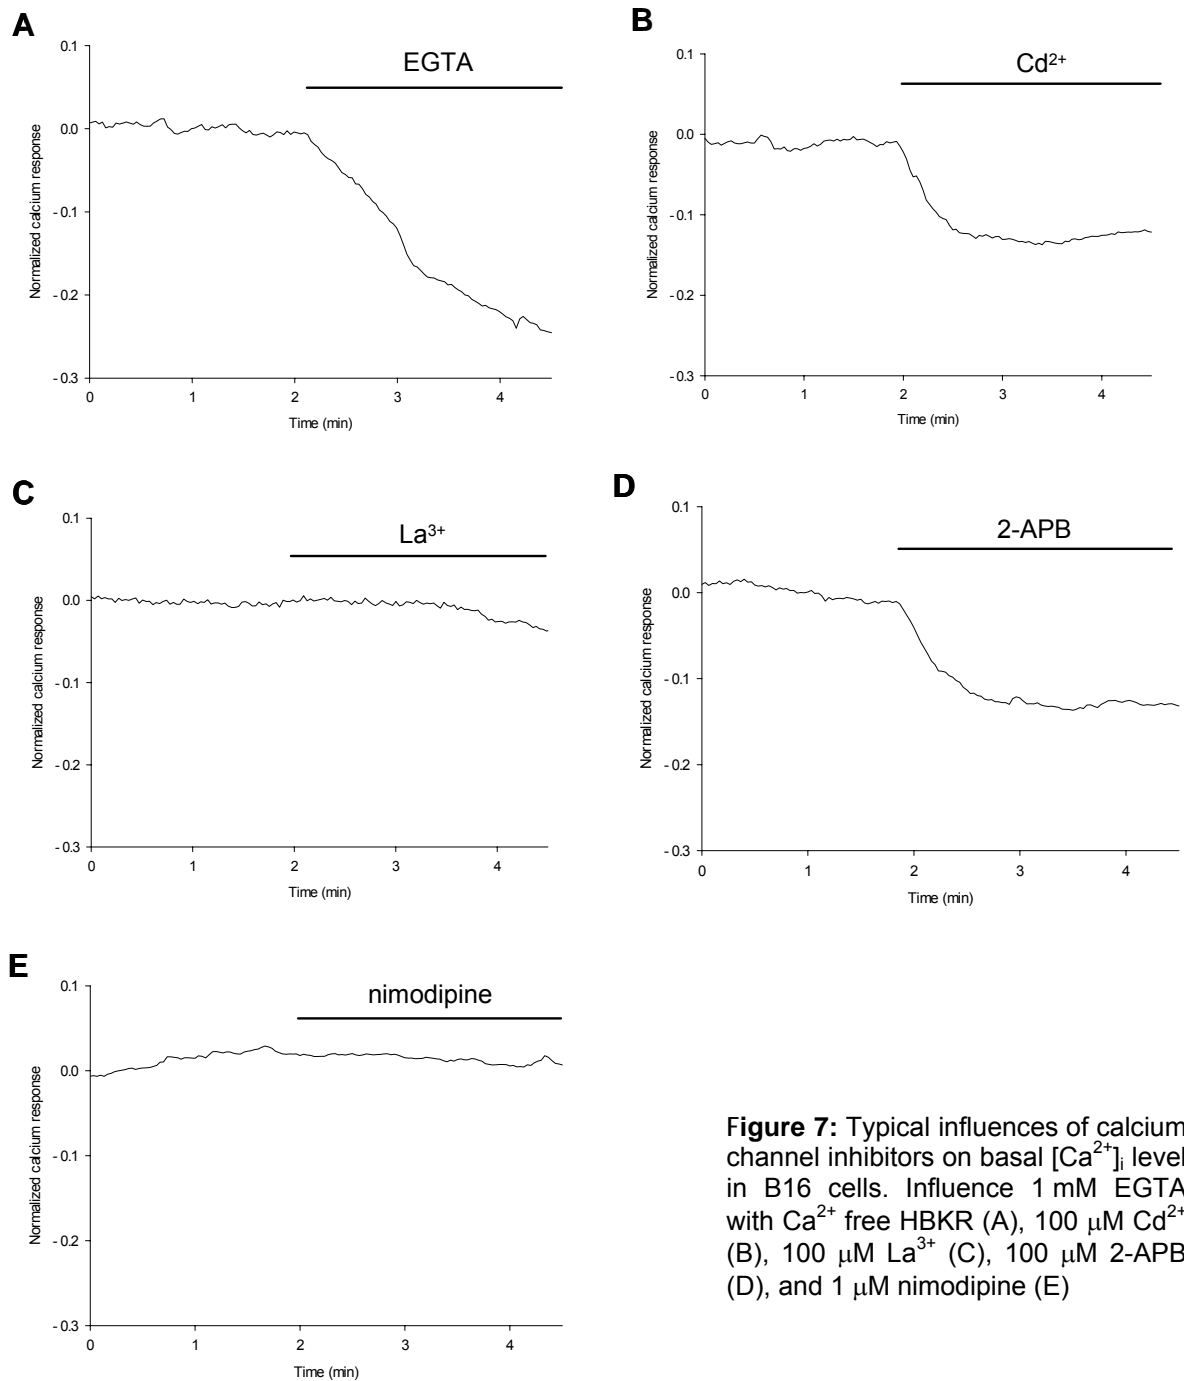 A
EGTA
0.1
0.0
- 0.1
- 0.2
- 0.3
Normalized calcium response
0
1
2
3
4
Time (min)
B
Cd2+
0.1
0.0
- 0.1
- 0.2
- 0.3
Normalized calcium response
0
1
2
3
4
Time (min)
C
La3+
0.1
0.0
- 0.1
- 0.2
- 0.3
Normalized calcium response
0
1
2
3
4
Time (min)
D
2-APB
0.1
0.0
- 0.1
- 0.2
- 0.3
Normalized calcium response
0
1
2
3
4
Time (min)
E
nimodipine
0.1
0.0
- 0.1
- 0.2
- 0.3
Normalized calcium response
0
1
2
3
4
Time (min)
Figure 7: Typical influences of calcium
channel inhibitors on basal [Ca2+]i level
in B16 cells. Influence 1 mM EGTA
with Ca2+ free HBKR (A), 100 μM Cd2+
(B), 100 μM La3+ (C), 100 μM 2-APB
(D), and 1 μM nimodipine (E)